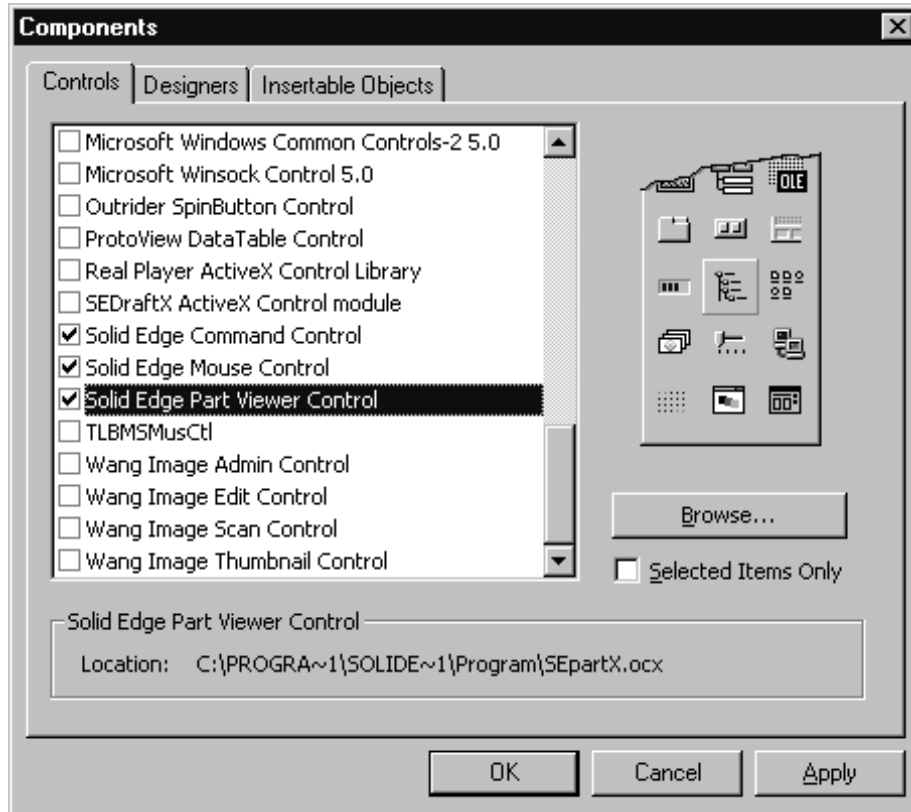 Components
Controls Designers Insertable Objects
Microsoft Windows Common Controls-2 5.0
Microsoft Winsock Control 5.0
Outrider SpinButton Control
ProtoView DataTable Control
Real Player ActiveX Control Library
SEDraftX ActiveX Control module
Solid Edge Command Control
Solid Edge Mouse Control
Solid Edge Part Viewer Control
TLBMSMusCtl
Wang Image Admin Control
Wang Image Edit Control
Wang Image Scan Control
Wang Image Thumbnail Control
OLE
Browse...
Selected Items Only
Solid Edge Part Viewer Control
Location: C:\PROGRA~1\SOLIDE~1\Program\SEpartX.ocx
OK Cancel Apply